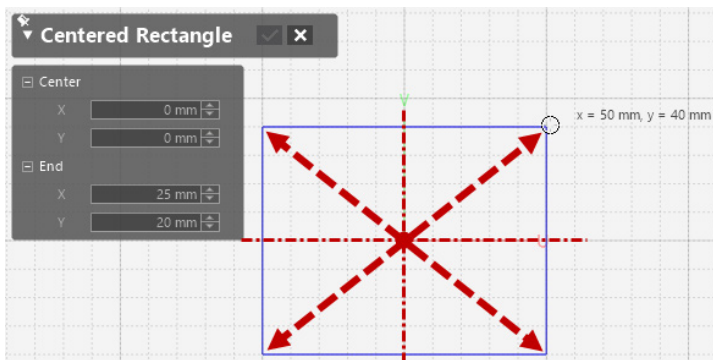 Centered Rectangle
Center
X 0 mm
Y 0 mm
End
X 25 mm
Y 20 mm
x = 50 mm, y = 40 mm